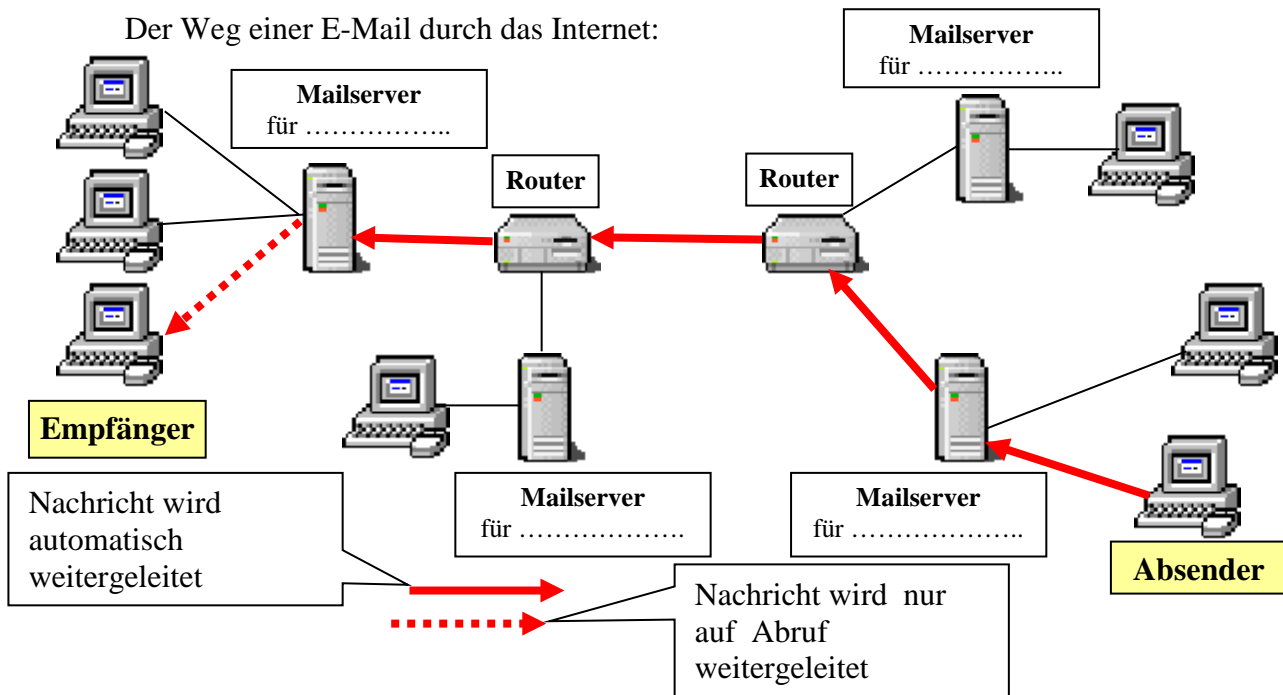 Der Weg einer E-Mail durch das Internet:
Mailserver
für ……………..
Mailserver
für ……………..
Router
Router
Empfänger
Nachricht wird
automatisch
weitergeleitet
Mailserver
für ……………….
Mailserver
für ………………..
Absender
Nachricht wird nur
auf Abruf
weitergeleitet